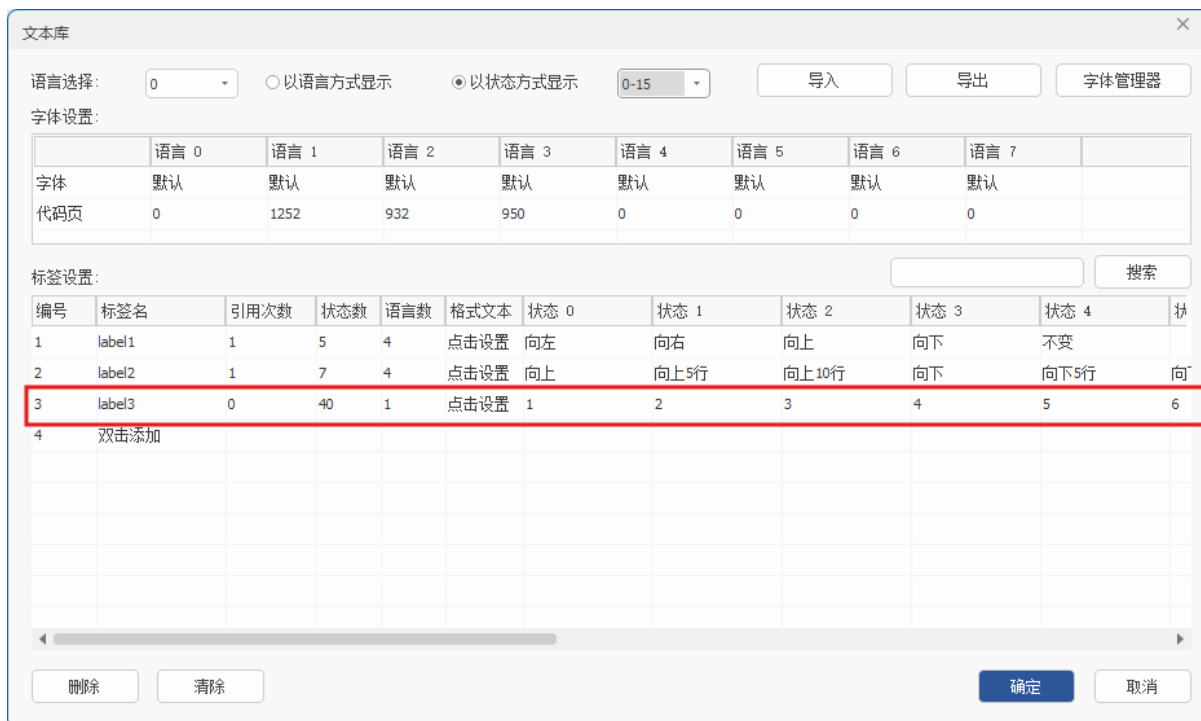 文本库
语言选择: 0 以语言方式显示 以状态方式显示 0-15 导入 导出 字体管理器
字体设置:
语言 0 语言 1 语言 2 语言 3 语言 4 语言 5 语言 6 语言 7
字体 默认 默认 默认 默认 默认 默认 默认 默认
代码页 0 1252 932 950 0 0 0 0
标签设置: 搜索
编号 标签名 引用次数 状态数 语言数 格式文本 状态 0 状态 1 状态 2 状态 3 状态 4
1 label1 1 5 4 点击设置 向左 向右 向上 向下 不变
2 label2 1 7 4 点击设置 向上 向上5行 向上10行 向下 向下5行 向
3 label3 0 40 1 点击设置 1 2 3 4 5 6
4 双击添加
删除 清除 确定 取消